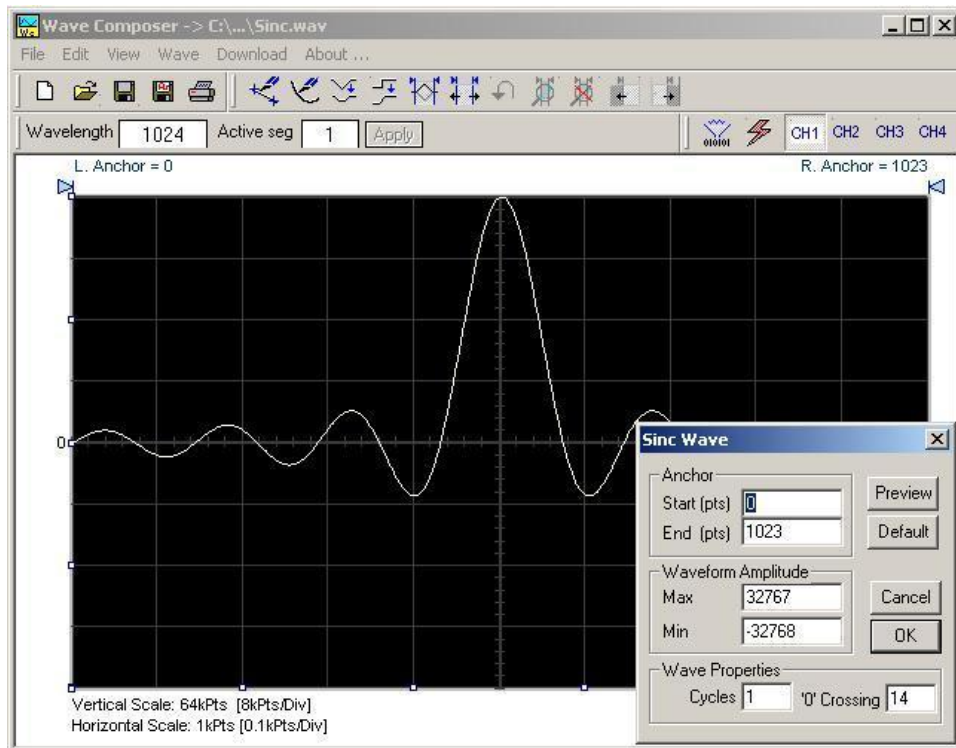 Wave Composer -> C:\...\Sinc.wav
File Edit View Wave Download About ...
Wavelength 1024 Active seg 1 Apply 010101 CH1 CH2 CH3 CH4
L. Anchor = 0 R. Anchor = 1023
0
Sinc Wave
Anchor
Start (pts) 0
End (pts) 1023
Preview
Default
Waveform Amplitude
Max 32767
Min -32768
Cancel
OK
Wave Properties
Cycles 1 '0' Crossing 14
Vertical Scale: 64kPts [8kPts/Div]
Horizontal Scale: 1kPts [0.1kPts/Div]